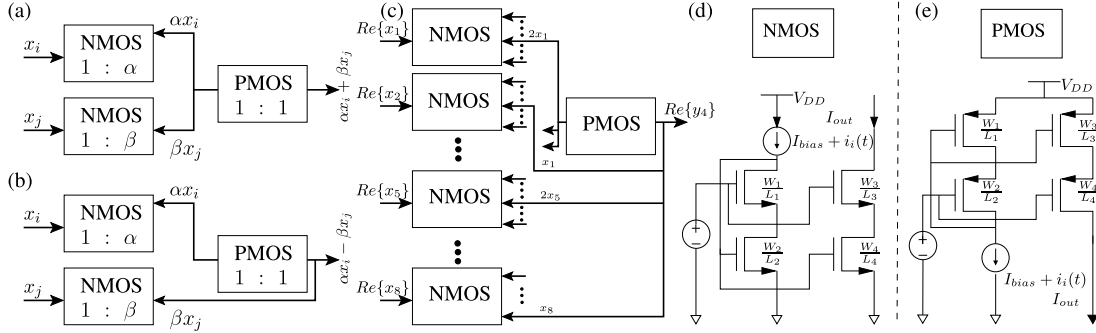 (a)
αx_i
x_i
NMOS
1 : α
PMOS
1 : 1
αx_i + βx_j
x_j
NMOS
1 : β
βx_j
(b)
αx_i
x_i
NMOS
1 : α
PMOS
1 : 1
αx_i − βx_j
x_j
NMOS
1 : β
βx_j
(c)
Re{x_1}
NMOS
2x_1
Re{x_2}
NMOS
PMOS
Re{y_4}
x_1
Re{x_5}
NMOS
2x_5
Re{x_8}
NMOS
x_8
(d)
NMOS
V_DD
I_out
I_bias + i_i(t)
W_1/L_1
W_3/L_3
W_2/L_2
W_4/L_4
+
−
(e)
PMOS
V_DD
W_1/L_1
W_3/L_3
W_2/L_2
W_4/L_4
+
−
I_bias + i_i(t)
I_out